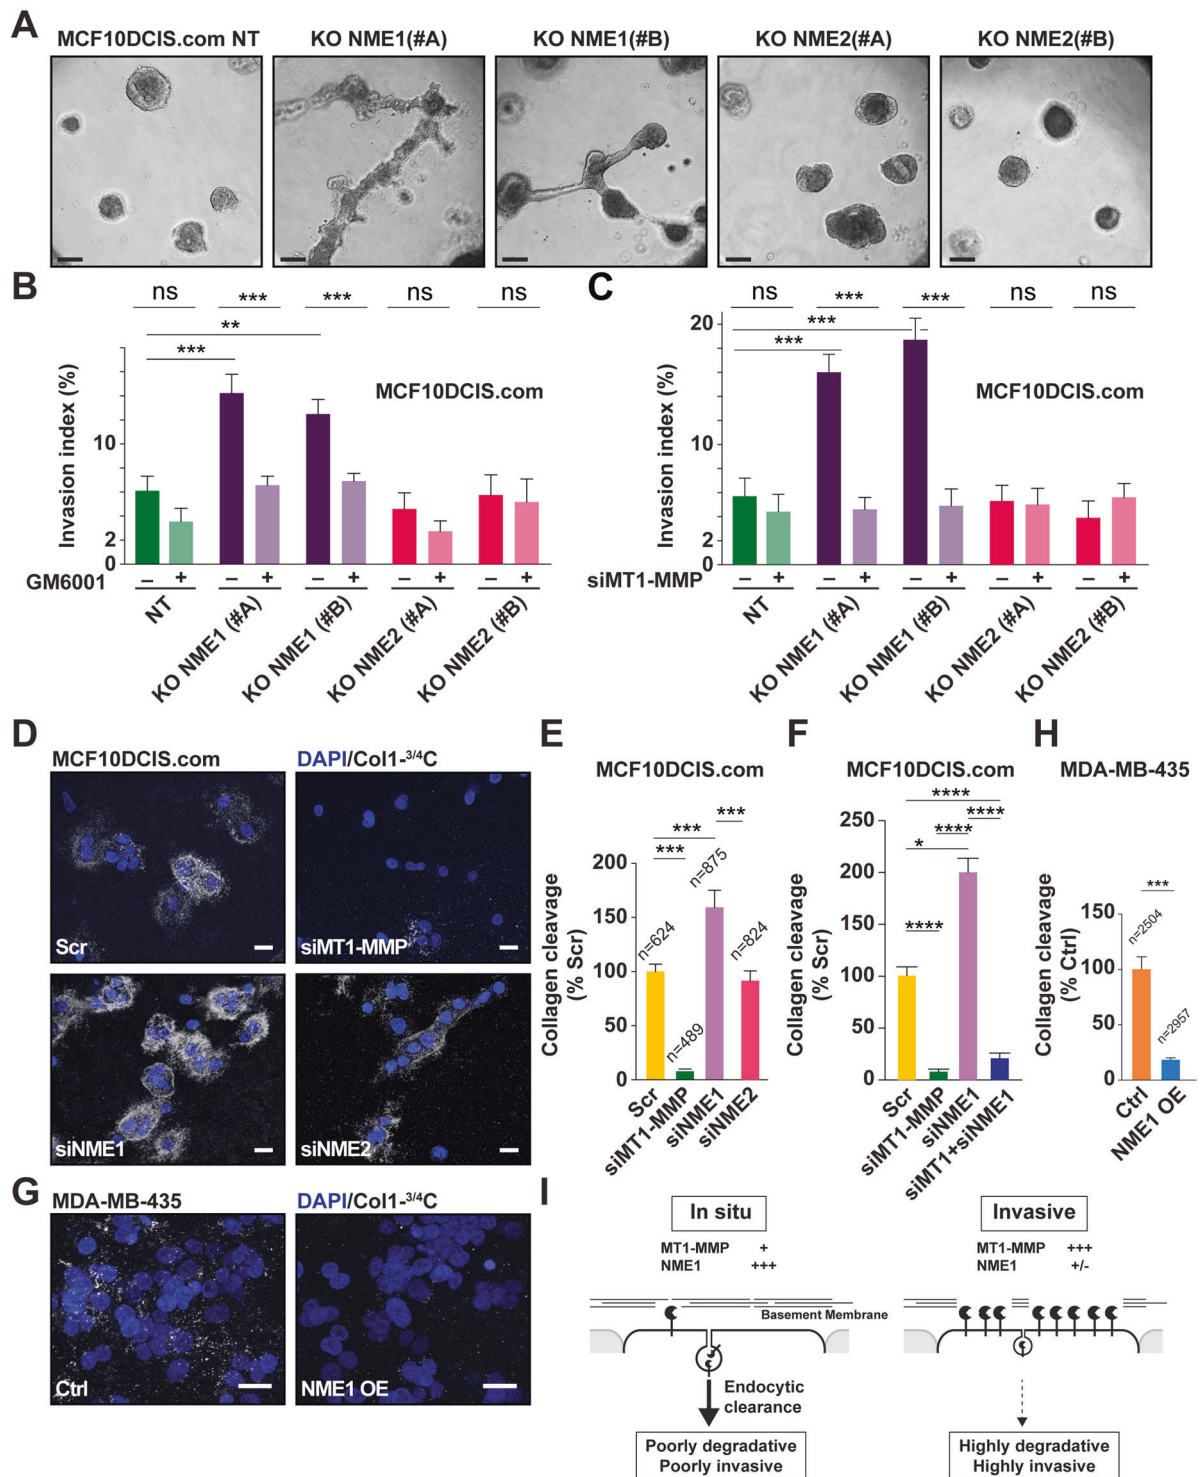 A
MCF10DCIS.com NT
KO NME1(#A)
KO NME1(#B)
KO NME2(#A)
KO NME2(#B)
B
ns
***
***
ns
ns
**
***
MCF10DCIS.com
Invasion index (%)
10
2
0
GM6001
– + – + – + – + – +
NT
KO NME1 (#A)
KO NME1 (#B)
KO NME2 (#A)
KO NME2 (#B)
C
ns
***
***
ns
ns
***
***
MCF10DCIS.com
Invasion index (%)
20
10
2
0
siMT1-MMP
– + – + – + – + – +
NT
KO NME1 (#A)
KO NME1 (#B)
KO NME2 (#A)
KO NME2 (#B)
D
MCF10DCIS.com
DAPI/Col1-3/4C
Scr
siMT1-MMP
siNME1
siNME2
E
MCF10DCIS.com
***
***
***
Collagen cleavage
(% Scr)
200
150
100
50
0
n=624
n=489
n=875
n=824
Scr
siMT1-MMP
siNME1
siNME2
F
MCF10DCIS.com
****
****
****
*
****
Collagen cleavage
(% Scr)
250
200
150
100
50
0
Scr
siMT1-MMP
siNME1
siMT1+siNME1
H
MDA-MB-435
***
Collagen cleavage
(% Ctrl)
150
100
50
0
n=2504
n=2957
Ctrl
NME1 OE
G
MDA-MB-435
DAPI/Col1-3/4C
Ctrl
NME1 OE
I
In situ
MT1-MMP +
NME1 +++
Basement Membrane
Endocytic
clearance
Poorly degradative
Poorly invasive
Invasive
MT1-MMP +++
NME1 +/-
Highly degradative
Highly invasive